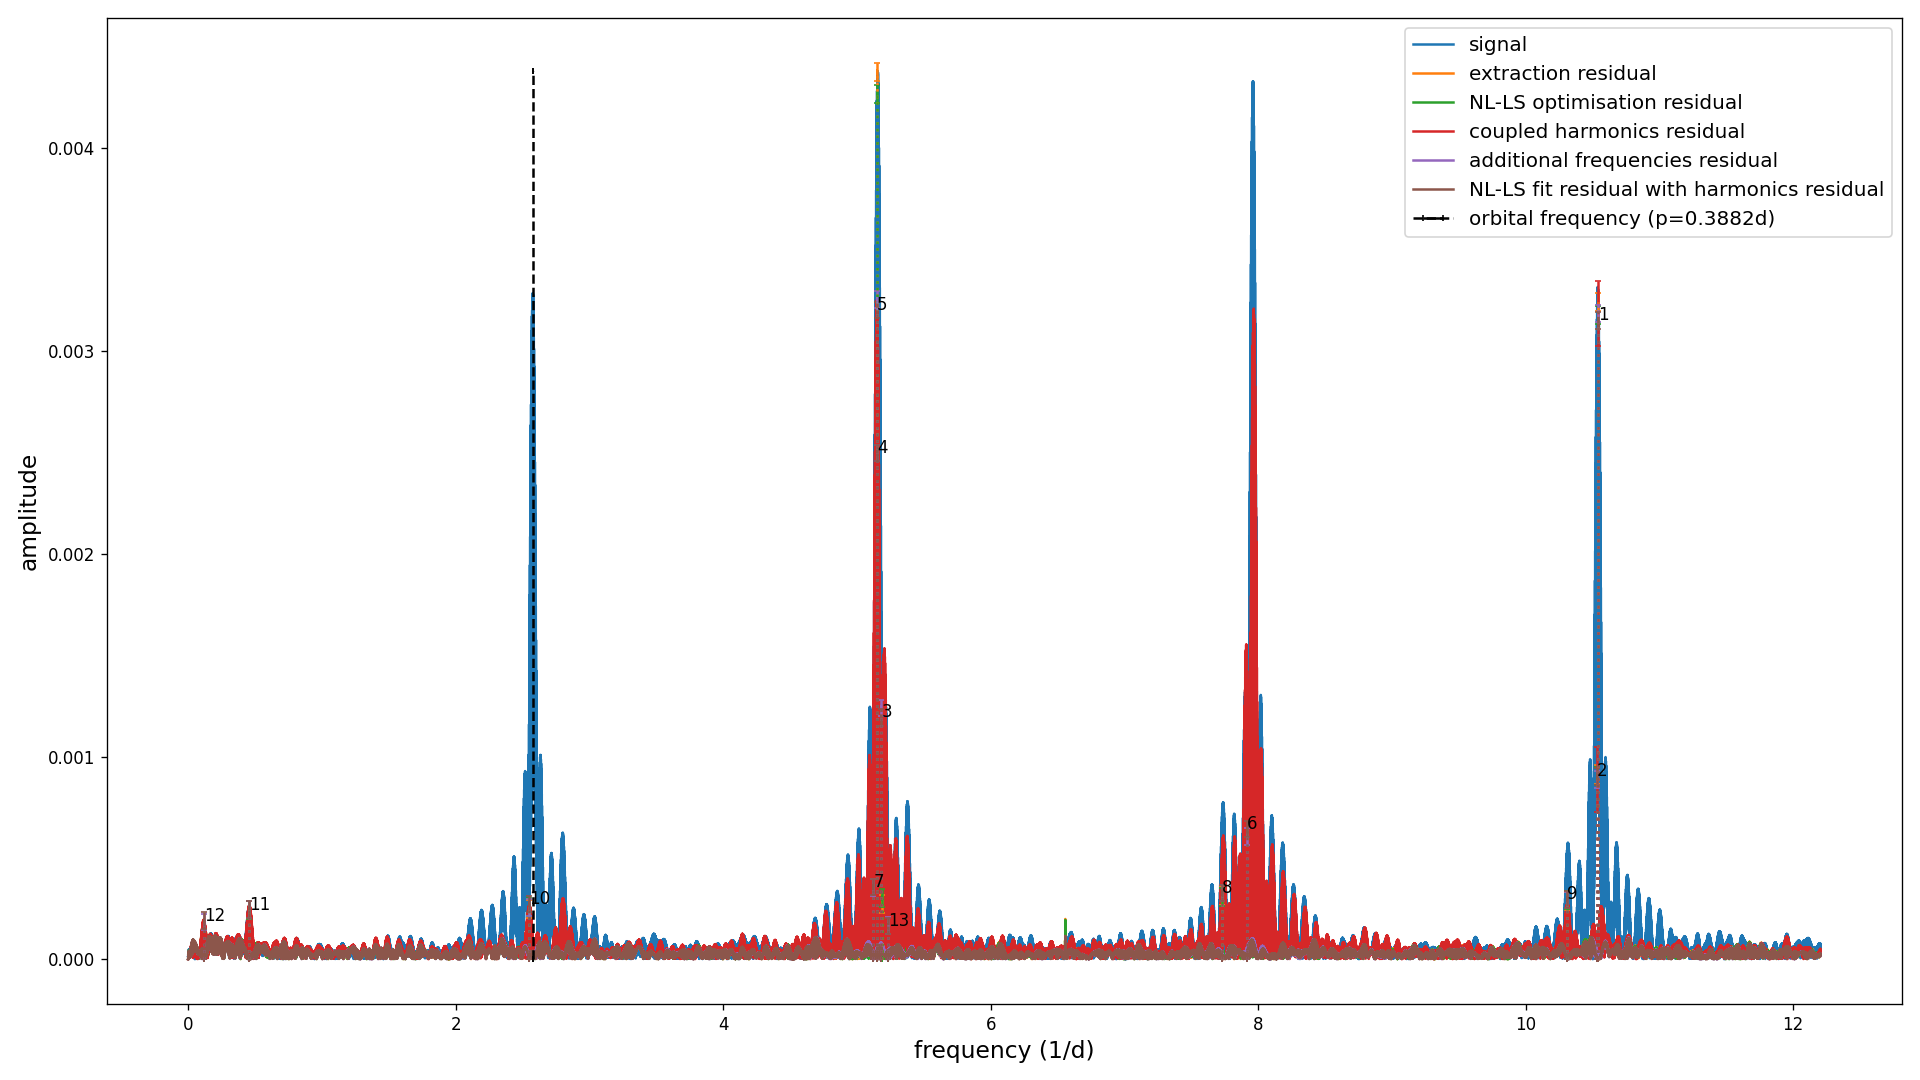 signal
extraction residual
NL-LS optimisation residual
coupled harmonics residual
additional frequencies residual
NL-LS fit residual with harmonics residual
orbital frequency (p=0.3882d)
amplitude
0.004
0.003
0.002
0.001
0.000
5
1
4
3
2
6
7
8
9
10
11
12
13
0
2
4
6
8
10
12
frequency (1/d)